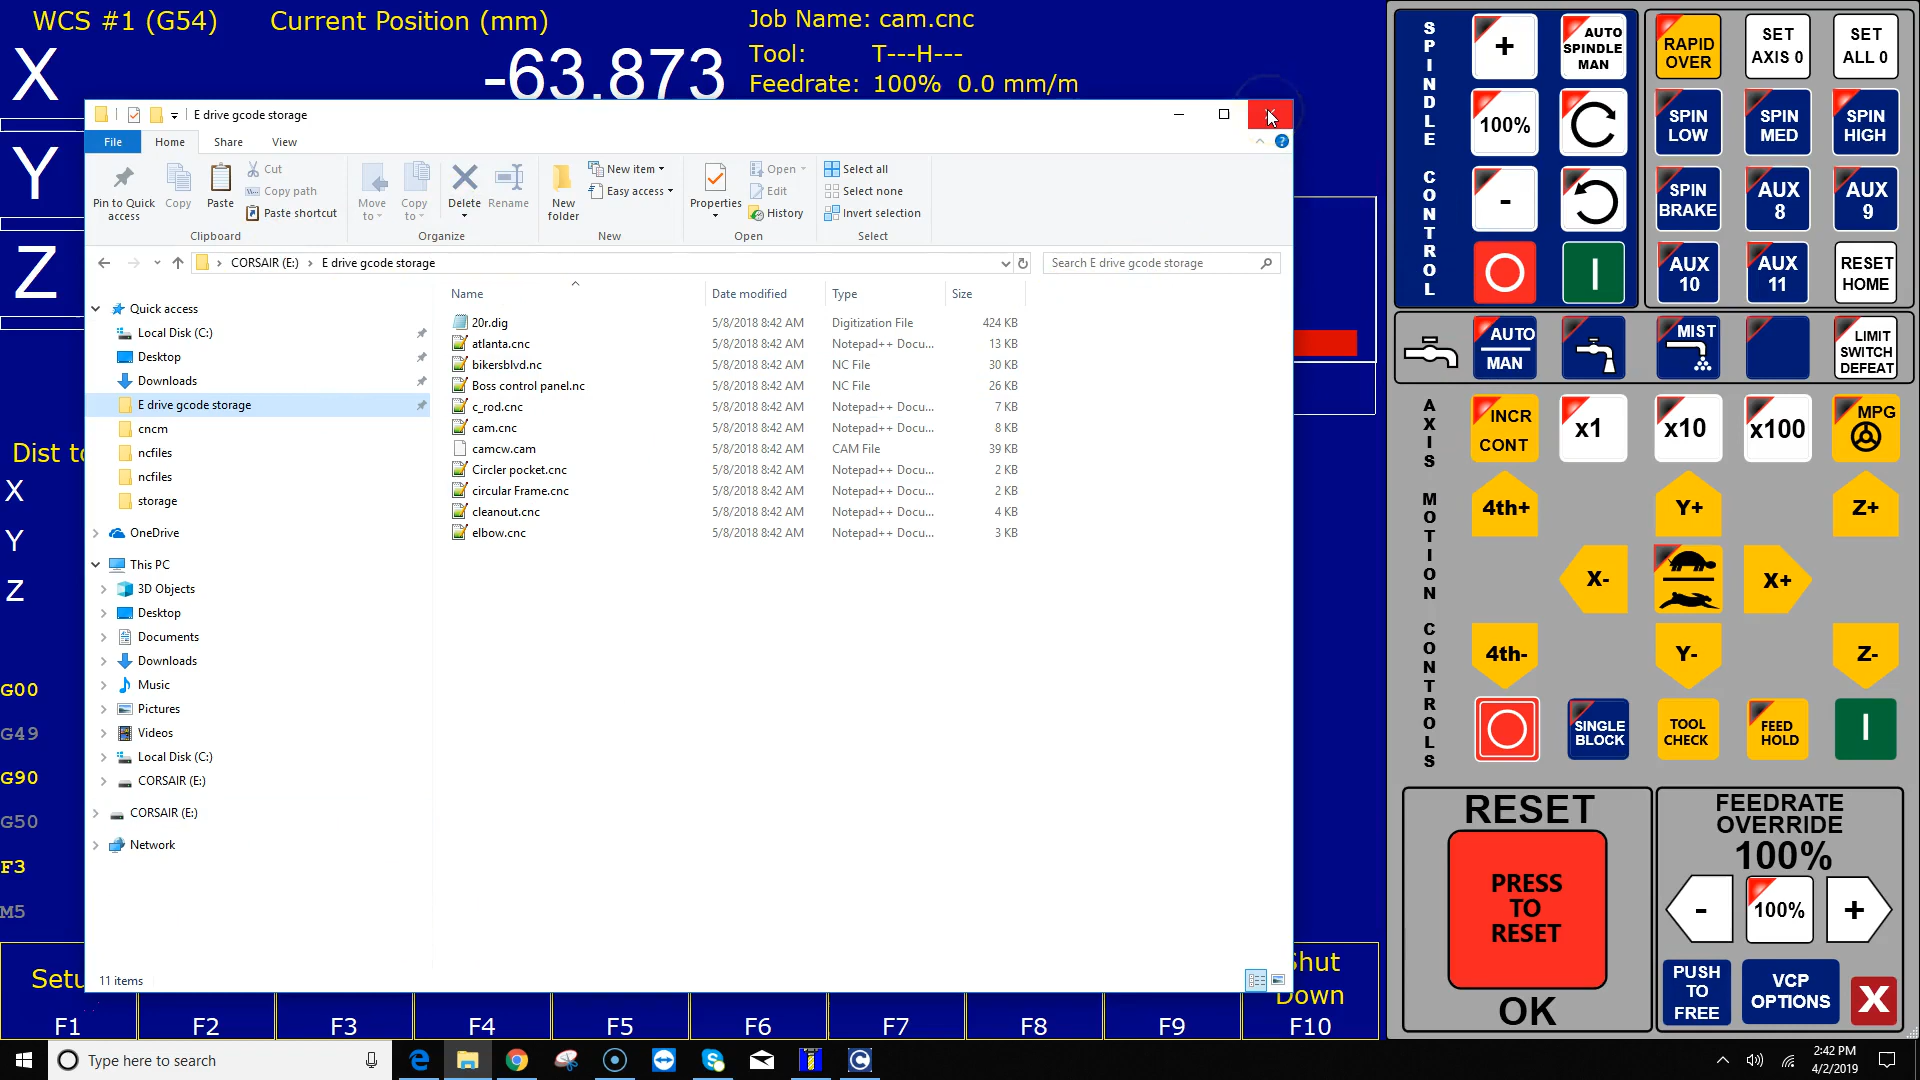 WCS #1 (G54)
Current Position (mm)
Job Name: cam.cnc
Tool: T---H---
Feedrate: 100% 0.0 mm/m
X
-63.873
Y
Z
X
Y
Z
G00
G49
G90
G50
F3
M5
E drive gcode storage
File
Home
Share
View
Pin to Quick access
Copy
Paste
Cut
Copy path
Paste shortcut
Clipboard
Move to
Copy to
Delete
Rename
Organize
New folder
New item
Easy access
New
Properties
Open
Edit
History
Open
Select all
Select none
Invert selection
Select
CORSAIR (E:)
E drive gcode storage
Search E drive gcode storage
Quick access
Local Disk (C:)
Desktop
Downloads
E drive gcode storage
cncm
ncfiles
ncfiles
storage
OneDrive
This PC
3D Objects
Desktop
Documents
Downloads
Music
Pictures
Videos
Local Disk (C:)
CORSAIR (E:)
CORSAIR (E:)
Network
Name Date modified Type Size
20r.dig 5/8/2018 8:42 AM Digitization File 424 KB
atlanta.cnc 5/8/2018 8:42 AM Notepad++ Docu... 13 KB
bikersblvd.nc 5/8/2018 8:42 AM NC File 30 KB
Boss control panel.nc 5/8/2018 8:42 AM NC File 26 KB
c_rod.cnc 5/8/2018 8:42 AM Notepad++ Docu... 7 KB
cam.cnc 5/8/2018 8:42 AM Notepad++ Docu... 8 KB
camcw.cam 5/8/2018 8:42 AM CAM File 39 KB
Circler pocket.cnc 5/8/2018 8:42 AM Notepad++ Docu... 2 KB
circular Frame.cnc 5/8/2018 8:42 AM Notepad++ Docu... 2 KB
cleanout.cnc 5/8/2018 8:42 AM Notepad++ Docu... 4 KB
elbow.cnc 5/8/2018 8:42 AM Notepad++ Docu... 3 KB
11 items
Down
F1 F2 F3 F4 F5 F6 F7 F8 F9 F10
Type here to search
2:42 PM
4/2/2019
SPINDLE CONTROL
+
AUTO
SPINDLE
MAN
100%
-
RAPID
OVER
SET
AXIS 0
SET
ALL 0
SPIN
LOW
SPIN
MED
SPIN
HIGH
SPIN
BRAKE
AUX
8
AUX
9
AUX
10
AUX
11
RESET
HOME
AUTO
MAN
MIST
LIMIT
SWITCH
DEFEAT
AXIS MOTION CONTROLS
INCR
CONT
x1
x10
x100
MPG
4th+
Y+
Z+
X-
X+
4th-
Y-
Z-
SINGLE
BLOCK
TOOL
CHECK
FEED
HOLD
RESET
PRESS
TO
RESET
OK
FEEDRATE
OVERRIDE
100%
-
100%
+
PUSH
TO
FREE
VCP
OPTIONS
X